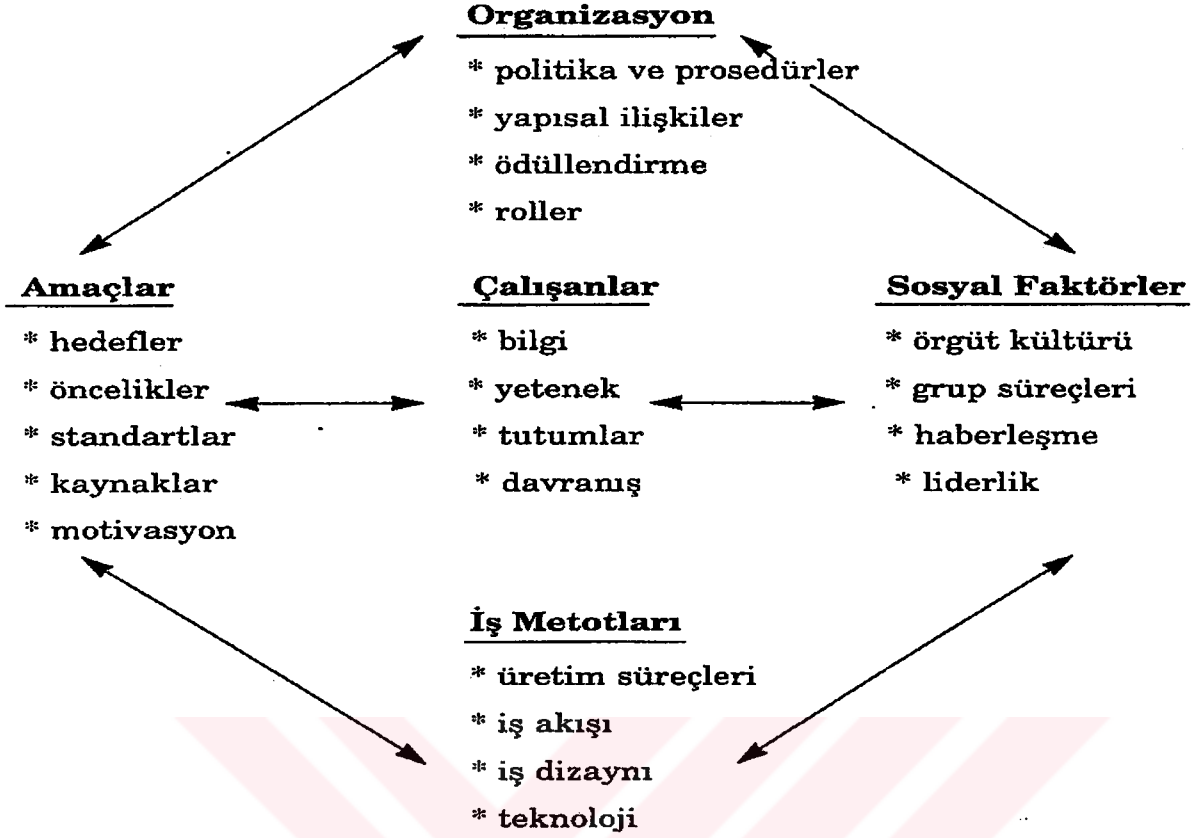 Organizasyon
* politika ve prosedürler
* yapısal ilişkiler
* ödüllendirme
* roller
Amaçlar
* hedefler
* öncelikler
* standartlar
* kaynaklar
* motivasyon
Çalışanlar
* bilgi
* yetenek
* tutumlar
* davranış
Sosyal Faktörler
* örgüt kültürü
* grup süreçleri
* haberleşme
* liderlik
İş Metotları
* üretim süreçleri
* iş akışı
* iş dizaynı
* teknoloji